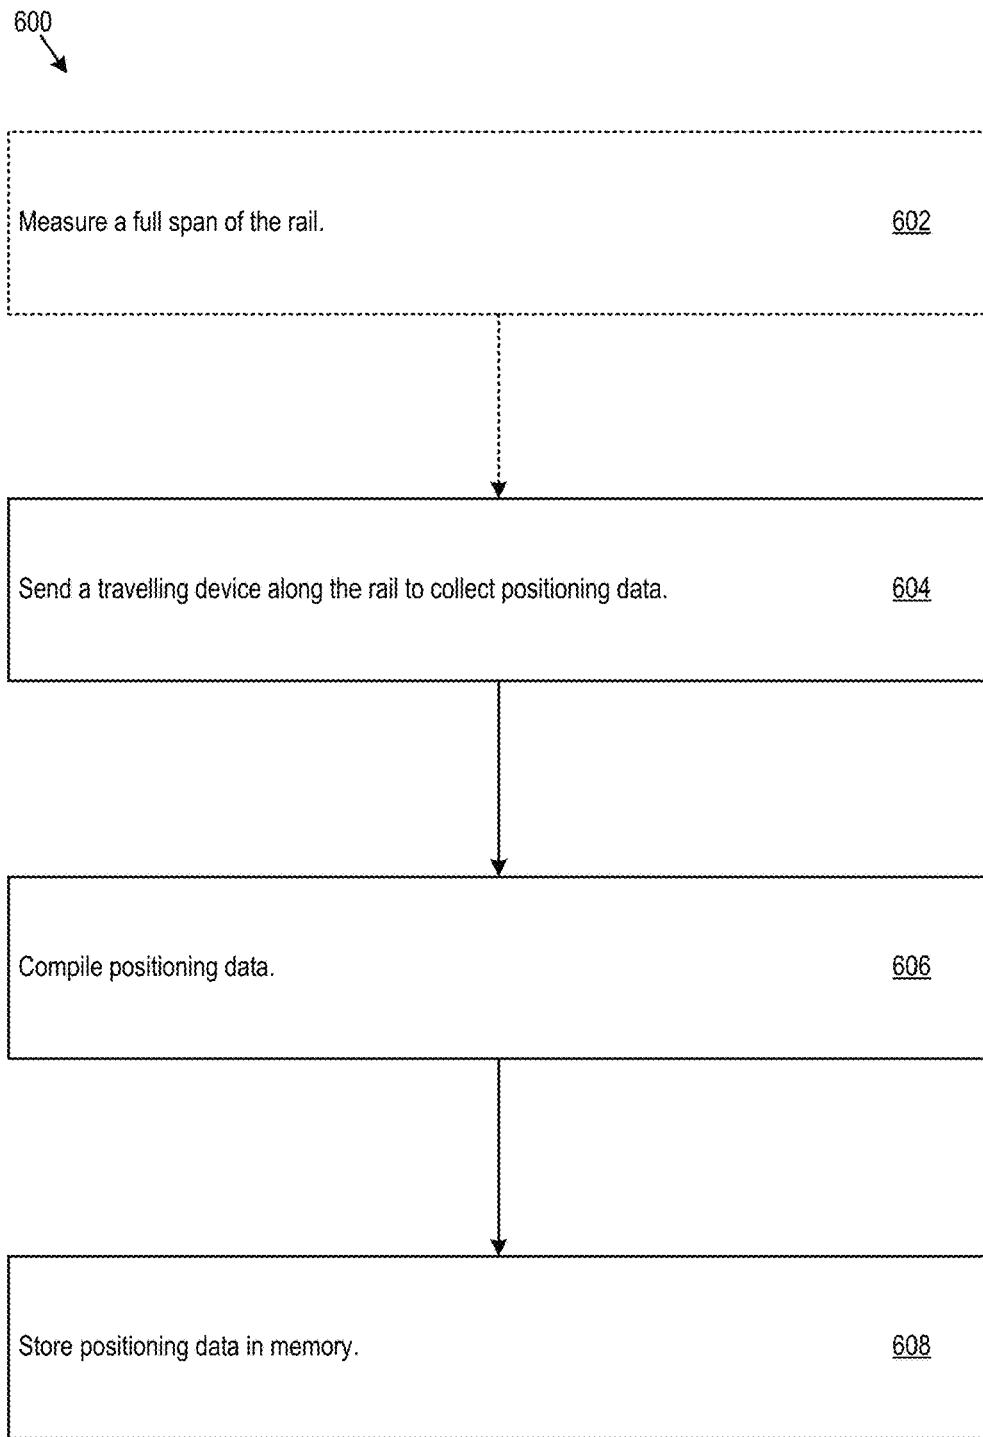 600
Measure a full span of the rail. 602
Send a travelling device along the rail to collect positioning data. 604
Compile positioning data. 606
Store positioning data in memory. 608